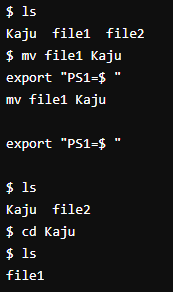 $ ls
Kaju  file1  file2
$ mv file1 Kaju
export "PS1=$ "
mv file1 Kaju
export "PS1=$ "
$ ls
Kaju  file2
$ cd Kaju
$ ls
file1